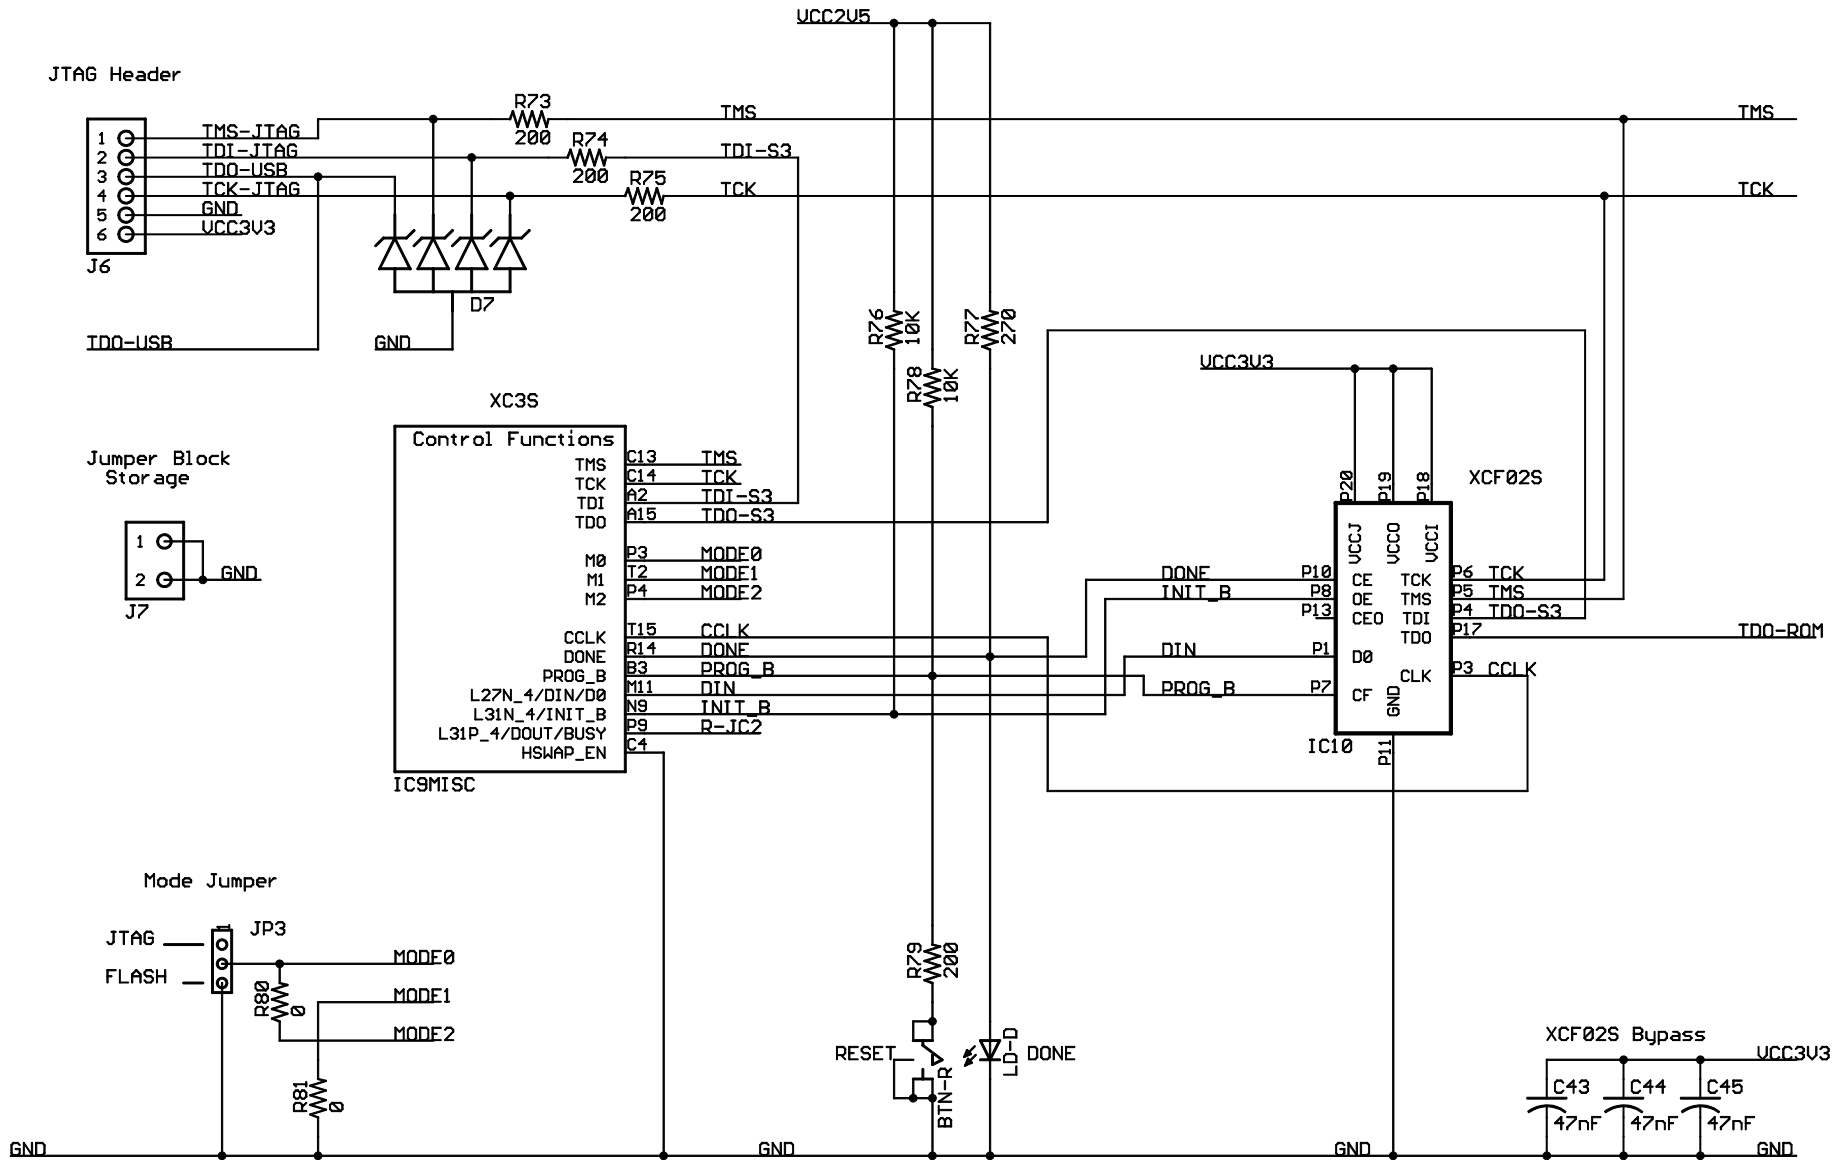 VCC2V5
JTAG Header
R73
200
TMS
TMS
R74
200
TDI-S3
R75
200
TCK
TCK
1 TMS-JTAG
2 TDI-JTAG
3 TDO-USB
4 TCK-JTAG
5 GND
6 VCC3V3
J6
D7
TDO-USB
GND
R76
10K
R77
270
R78
10K
VCC3V3
XC3S
Control Functions
TMS C13 TMS
TCK C14 TCK
TDI A2 TDI-S3
TDO A15 TDO-S3
M0 P3 MODE0
M1 T2 MODE1
M2 P4 MODE2
CCLK T15 CCLK
DONE R14 DONE
PROG_B B3 PROG_B
L27N_4/DIN/D0 M11 DIN
L31N_4/INIT_B N9 INIT_B
L31P_4/DOUT/BUSY P9 R-JC2
HSWAP_EN C4
IC9MISC
Jumper Block
Storage
1
2 GND
J7
XCF02S
P20
P19
P18
VCCJ
VCCO
VCCI
DONE P10 CE
INIT_B P8 OE
P13 CEO
DIN P1 D0
PROG_B P7 CF
TCK P6 TCK
TMS P5 TMS
TDI P4 TDO-S3
TDO P17 TDO-ROM
CLK P3 CCLK
GND
P11
IC10
Mode Jumper
1
JP3
JTAG
FLASH
MODE0
MODE1
MODE2
R80
0
R81
0
R79
200
RESET
BTN-R
LD-D
DONE
XCF02S Bypass
VCC3V3
C43
47nF
C44
47nF
C45
47nF
GND
GND
GND
GND